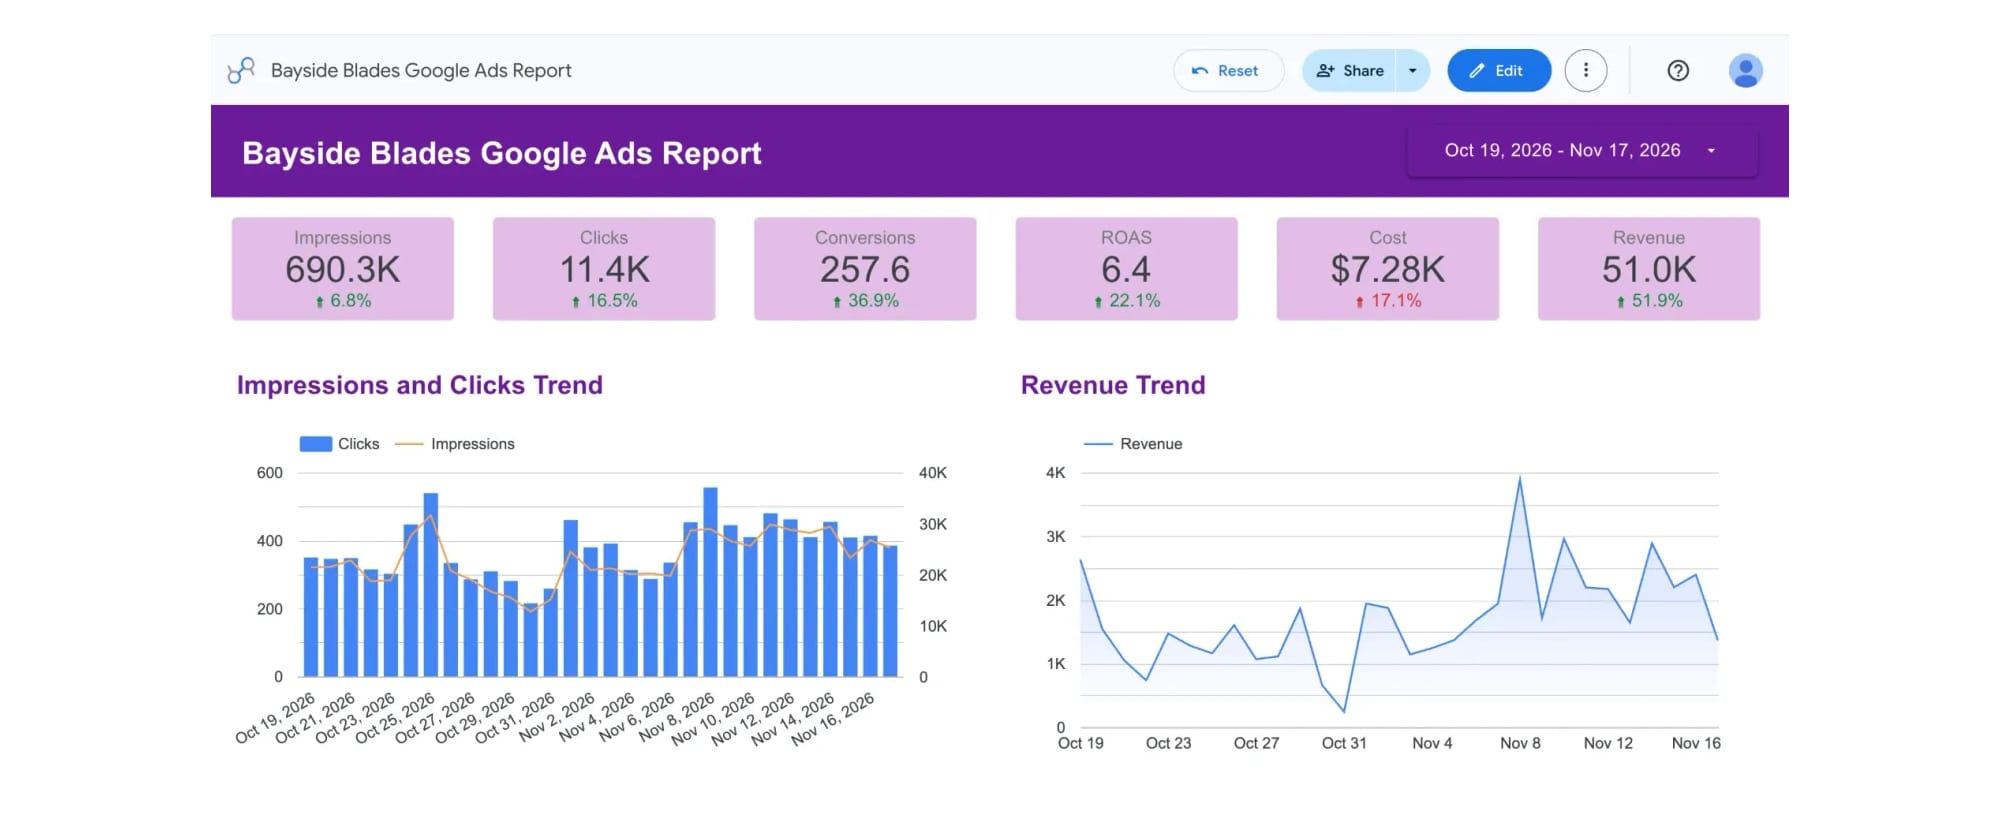 Bayside Blades Google Ads Report
Reset
Share
Edit
Bayside Blades Google Ads Report
Oct 19, 2026 - Nov 17, 2026
Impressions
690.3K
6.8%
Clicks
11.4K
16.5%
Conversions
257.6
36.9%
ROAS
6.4
22.1%
Cost
$7.28K
17.1%
Revenue
51.0K
51.9%
Impressions and Clicks Trend
Clicks
Impressions
600
400
200
0
40K
30K
20K
10K
0
Oct 19, 2026
Oct 21, 2026
Oct 23, 2026
Oct 25, 2026
Oct 27, 2026
Oct 29, 2026
Oct 31, 2026
Nov 2, 2026
Nov 4, 2026
Nov 6, 2026
Nov 8, 2026
Nov 10, 2026
Nov 12, 2026
Nov 14, 2026
Nov 16, 2026
Revenue Trend
Revenue
4K
3K
2K
1K
0
Oct 19
Oct 23
Oct 27
Oct 31
Nov 4
Nov 8
Nov 12
Nov 16